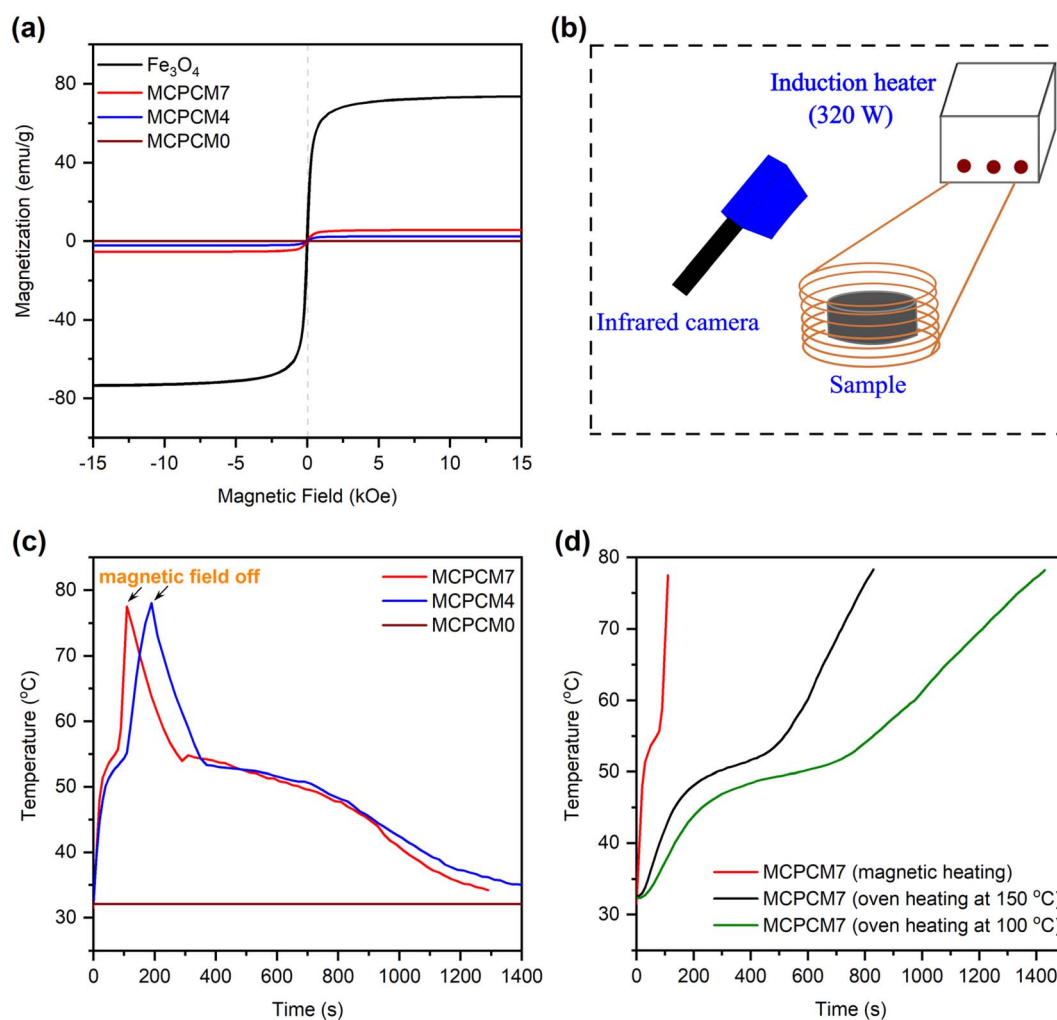 (a)
Fe₃O₄
MCPCM7
MCPCM4
MCPCM0
Magnetization (emu/g)
80
40
0
-40
-80
-15
-10
-5
0
5
10
15
Magnetic Field (kOe)
(b)
Induction heater
(320 W)
Infrared camera
Sample
(c)
magnetic field off
MCPCM7
MCPCM4
MCPCM0
Temperature (°C)
80
70
60
50
40
30
0
200
400
600
800
1000
1200
1400
Time (s)
(d)
Temperature (°C)
80
70
60
50
40
30
MCPCM7 (magnetic heating)
MCPCM7 (oven heating at 150 °C)
MCPCM7 (oven heating at 100 °C)
0
200
400
600
800
1000
1200
1400
Time (s)